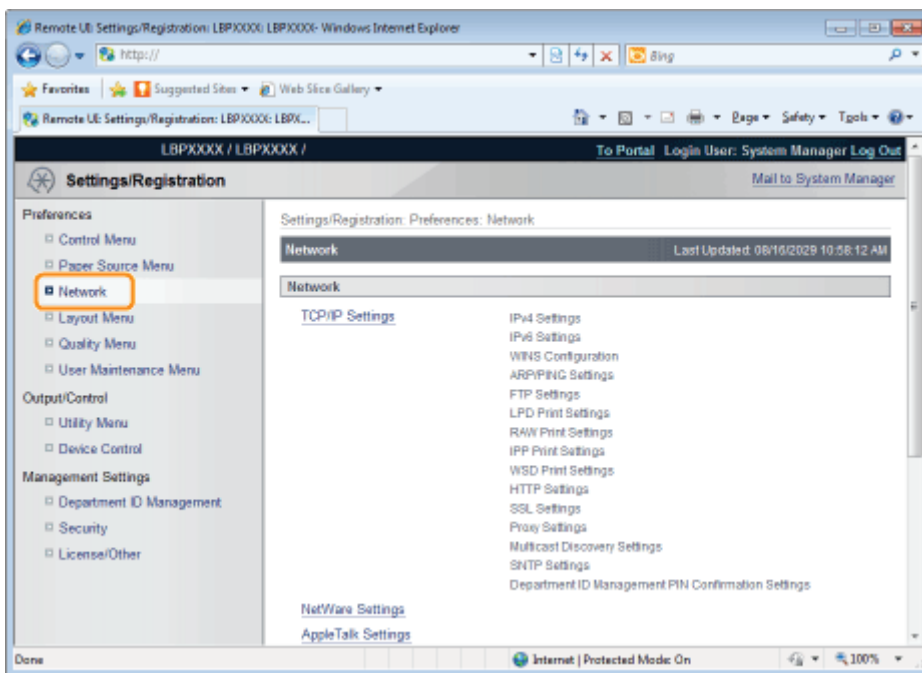 Remote UI: Settings/Registration: LBPXXXX: LBPXXXX- Windows Internet Explorer
http://
Bing
Favorites Suggested Sites Web Slice Gallery
Remote UI: Settings/Registration: LBPXXXX: LBPX...
Page Safety Tools
LBPXXXX / LBPXXXX /
To Portal Login User: System Manager Log Out
Settings/Registration
Mail to System Manager
Preferences
Control Menu
Paper Source Menu
Network
Layout Menu
Quality Menu
User Maintenance Menu
Output/Control
Utility Menu
Device Control
Management Settings
Department ID Management
Security
License/Other
Settings/Registration: Preferences: Network
Network Last Updated: 08/16/2029 10:58:12 AM
Network
TCP/IP Settings
IPv4 Settings
IPv6 Settings
WINS Configuration
ARP/PING Settings
FTP Settings
LPD Print Settings
RAW Print Settings
IPP Print Settings
WSD Print Settings
HTTP Settings
SSL Settings
Proxy Settings
Multicast Discovery Settings
SNTP Settings
Department ID Management PIN Confirmation Settings
NetWare Settings
AppleTalk Settings
Done
Internet | Protected Mode: On
100%